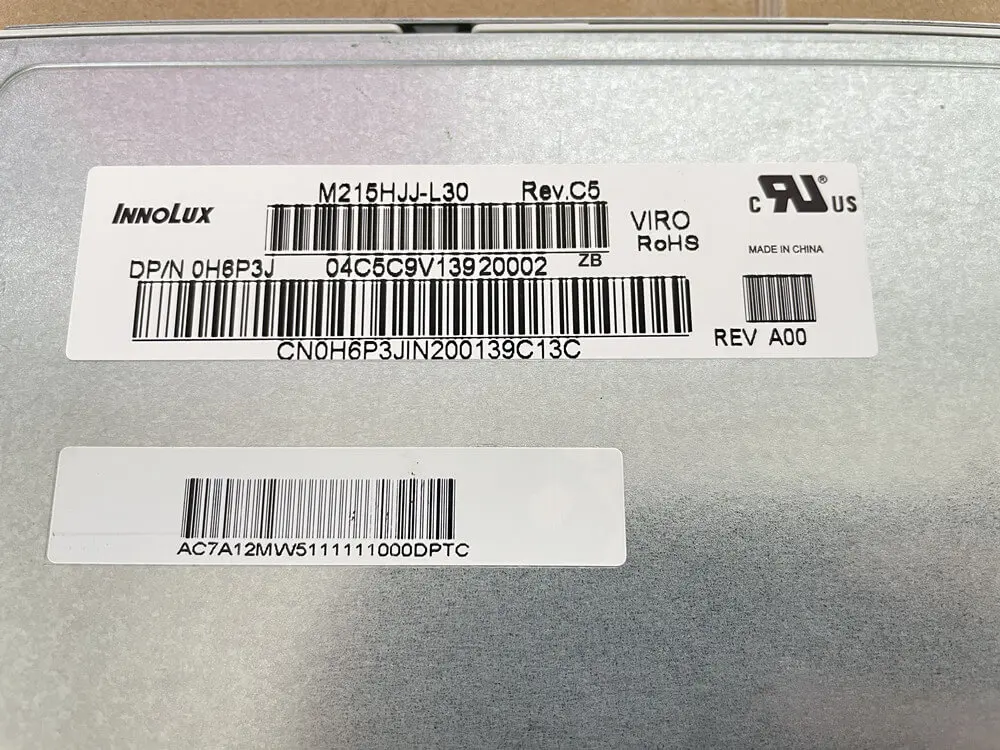 INNOLUX
M215HJJ-L30 Rev.C5
VIRO
RoHS
C RU® US
MADE IN CHINA
DP/N 0H6P3J 04C5C9V13920002 ZB
CN0H6P3JIN200139C13C
REV A00
AC7A12MW5111111000DPTC